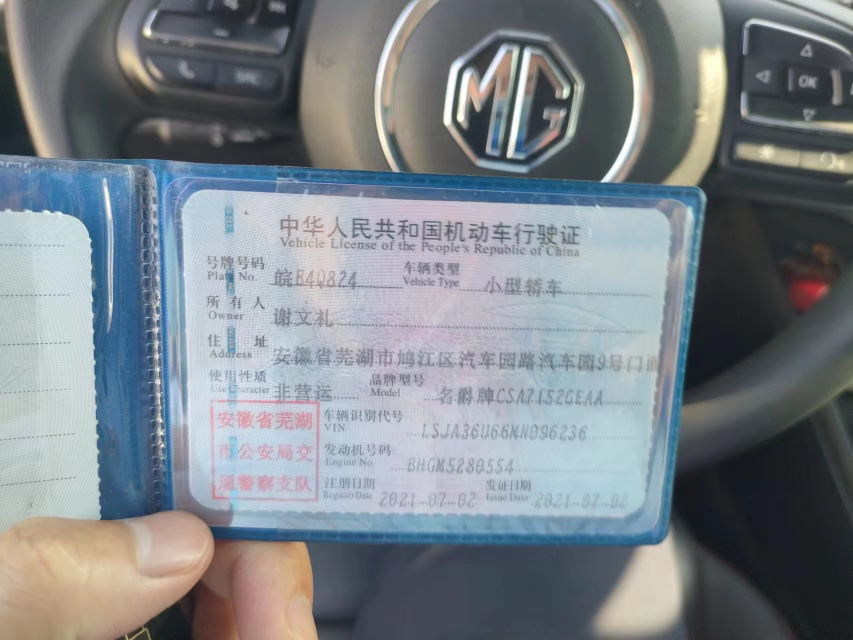 SRC
OK
MG
中华人民共和国机动车行驶证
Vehicle License of the People's Republic of China
号牌号码 皖B4Q824 车辆类型 小型轿车
Plate No. Vehicle Type
所有人 谢文礼
Owner
住址 安徽省芜湖市鸠江区汽车园路汽车园9号门面
Address
使用性质 非营运 品牌型号 名爵牌CSA7152GEAA
Use Character Model
安徽省芜湖 车辆识别代号 LSJA36U66MN096236
VIN
市公安局交 发动机号码 BHGM5280554
Engine No.
通警察支队 注册日期 2021-07-02 发证日期 2021-07-02
Register Date Issue Date